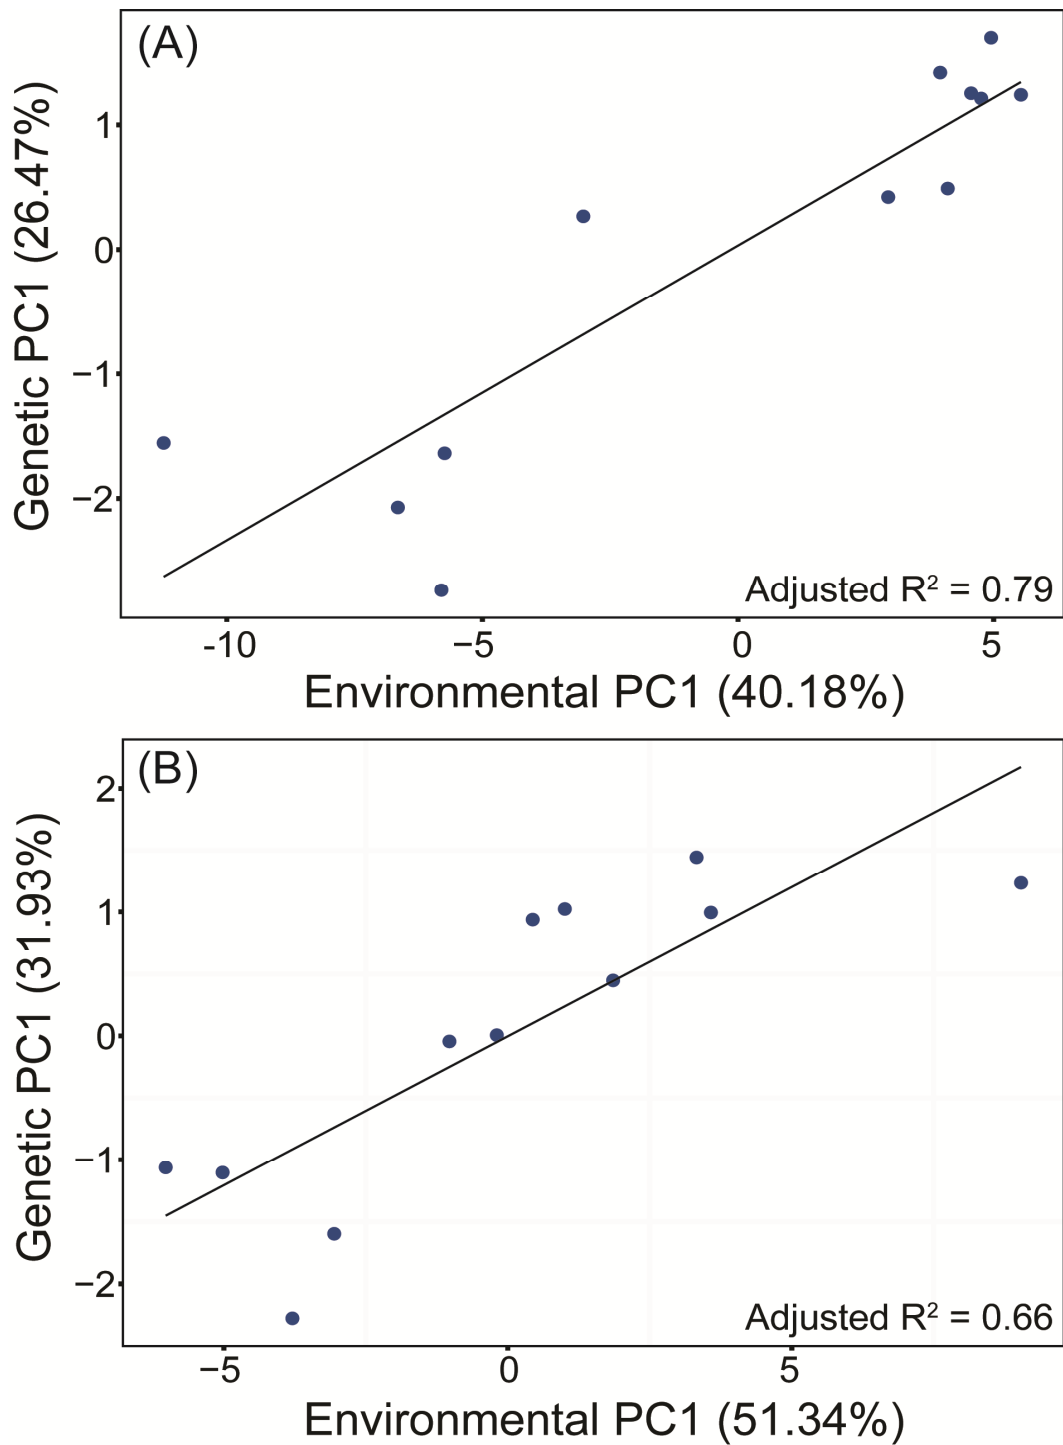 (A)
Genetic PC1 (26.47%)
1
0
−1
−2
Adjusted R² = 0.79
-10
−5
0
5
Environmental PC1 (40.18%)
(B)
Genetic PC1 (31.93%)
2
1
0
−1
−2
Adjusted R² = 0.66
−5
0
5
Environmental PC1 (51.34%)